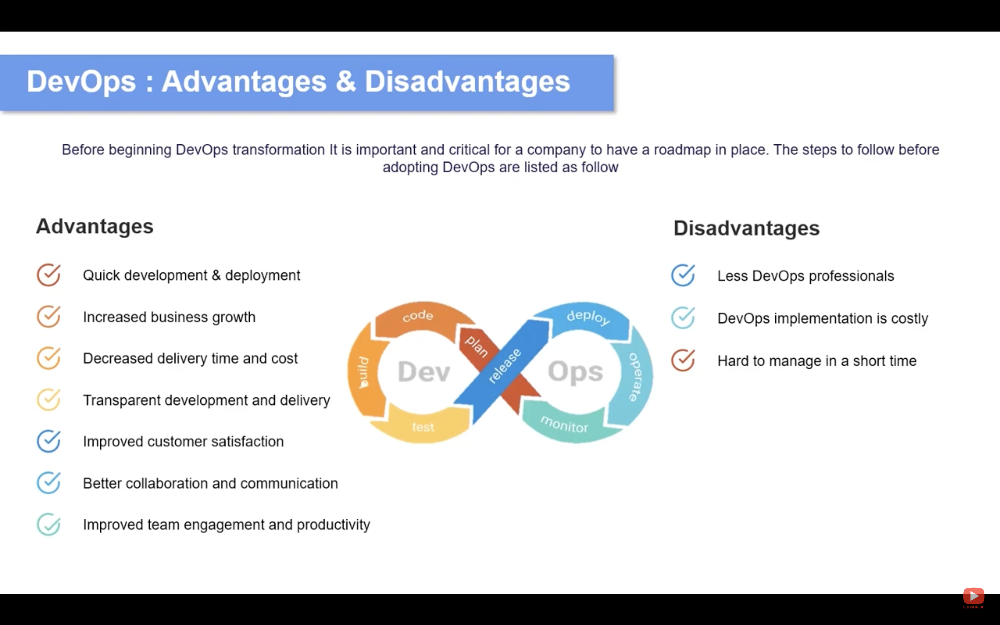 DevOps : Advantages & Disadvantages
Before beginning DevOps transformation It is important and critical for a company to have a roadmap in place. The steps to follow before
adopting DevOps are listed as follow
Advantages
Quick development & deployment
Increased business growth
Decreased delivery time and cost
Transparent development and delivery
Improved customer satisfaction
Better collaboration and communication
Improved team engagement and productivity
code
plan
build
Dev
test
release
deploy
Ops
operate
monitor
Disadvantages
Less DevOps professionals
DevOps implementation is costly
Hard to manage in a short time
SUBSCRIBE